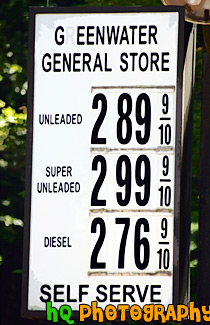 GREENWATER
GENERAL STORE
UNLEADED 2 89 9/10
SUPER
UNLEADED 2 99 9/10
DIESEL 2 76 9/10
SELF SERVE
hq PHOTOGRAPHY